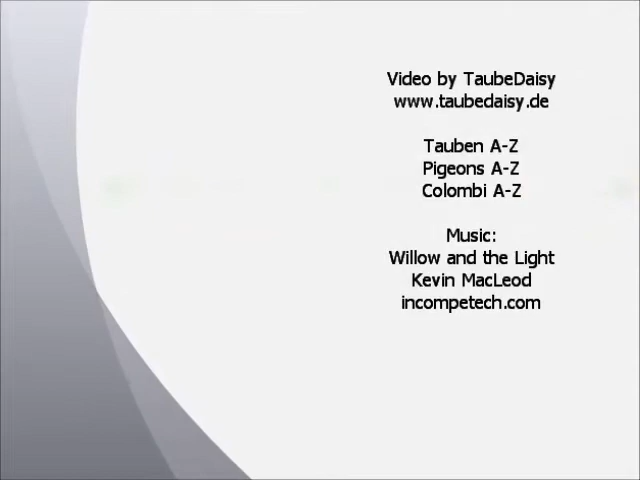 Video by TaubeDaisy
www.taubedaisy.de
Tauben A-Z
Pigeons A-Z
Colombi A-Z
Music:
Willow and the Light
Kevin MacLeod
incompetech.com